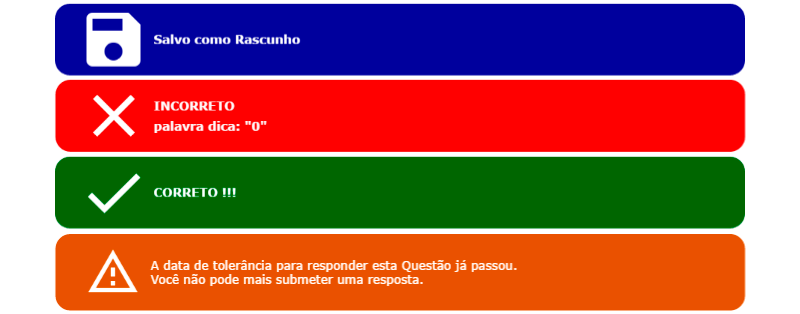 Salvo como Rascunho
INCORRETO
palavra dica: "0"
CORRETO !!!
A data de tolerância para responder esta Questão já passou.
Você não pode mais submeter uma resposta.